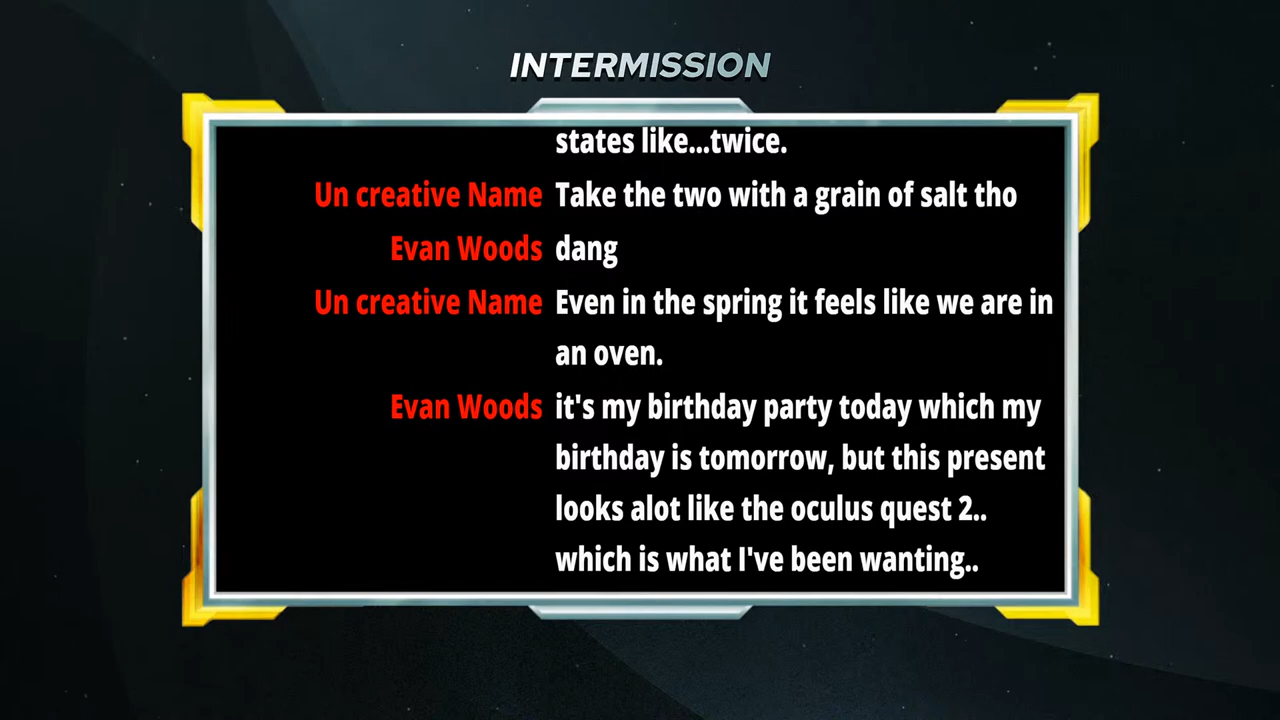 INTERMISSION
states like...twice.
Un creative Name Take the two with a grain of salt tho
Evan Woods dang
Un creative Name Even in the spring it feels like we are in
an oven.
Evan Woods it's my birthday party today which my
birthday is tomorrow, but this present
looks alot like the oculus quest 2..
which is what I've been wanting..